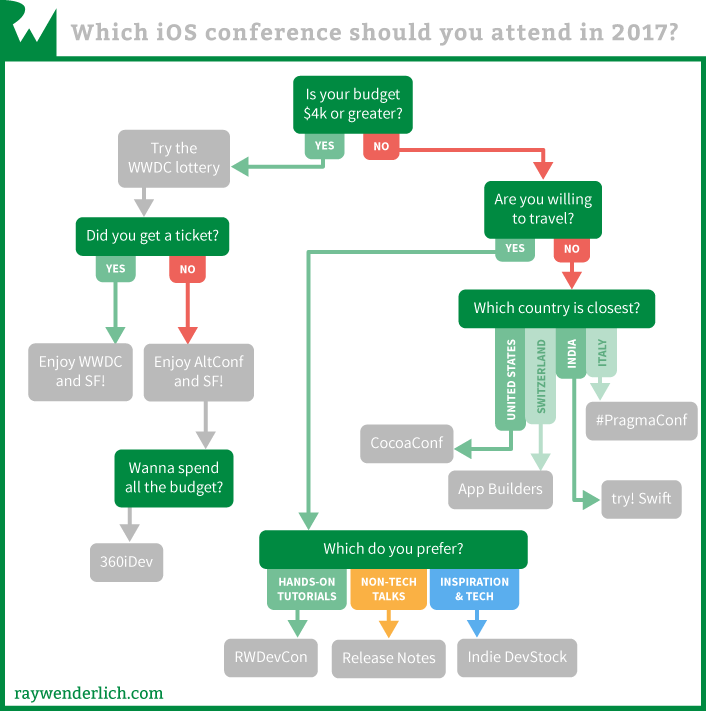 Which iOS conference should you attend in 2017?
Is your budget
$4k or greater?
YES
NO
Try the
WWDC lottery
Are you willing
to travel?
YES
NO
Did you get a ticket?
YES
NO
Which country is closest?
UNITED STATES
SWITZERLAND
INDIA
ITALY
Enjoy WWDC
and SF!
Enjoy AltConf
and SF!
#PragmaConf
CocoaConf
App Builders
try! Swift
Wanna spend
all the budget?
360iDev
Which do you prefer?
HANDS-ON
TUTORIALS
NON-TECH
TALKS
INSPIRATION
& TECH
RWDevCon
Release Notes
Indie DevStock
raywenderlich.com